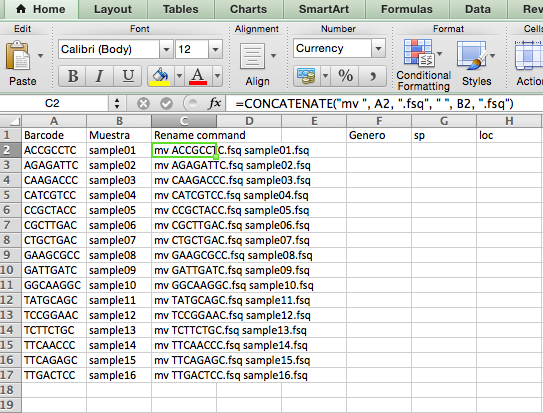 Home Layout Tables Charts SmartArt Formulas Data Rev
Edit Font Alignment Number Format Cells
Paste Calibri (Body) 12 B I U A Align Currency % Conditional Formatting Styles Action
C2 fx =CONCATENATE("mv ", A2, ".fsq", " ", B2, ".fsq")
A B C D E F G H
1 Barcode Muestra Rename command Genero sp loc
2 ACCGCCTC sample01 mv ACCGCCTC.fsq sample01.fsq
3 AGAGATTC sample02 mv AGAGATTC.fsq sample02.fsq
4 CAAGACCC sample03 mv CAAGACCC.fsq sample03.fsq
5 CATCGTCC sample04 mv CATCGTCC.fsq sample04.fsq
6 CCGCTACC sample05 mv CCGCTACC.fsq sample05.fsq
7 CGCTTGAC sample06 mv CGCTTGAC.fsq sample06.fsq
8 CTGCTGAC sample07 mv CTGCTGAC.fsq sample07.fsq
9 GAAGCGCC sample08 mv GAAGCGCC.fsq sample08.fsq
10 GATTGATC sample09 mv GATTGATC.fsq sample09.fsq
11 GGCAAGGC sample10 mv GGCAAGGC.fsq sample10.fsq
12 TATGCAGC sample11 mv TATGCAGC.fsq sample11.fsq
13 TCCGGAAC sample12 mv TCCGGAAC.fsq sample12.fsq
14 TCTTCTGC sample13 mv TCTTCTGC.fsq sample13.fsq
15 TTCAACCC sample14 mv TTCAACCC.fsq sample14.fsq
16 TTCAGAGC sample15 mv TTCAGAGC.fsq sample15.fsq
17 TTGACTCC sample16 mv TTGACTCC.fsq sample16.fsq
18
19